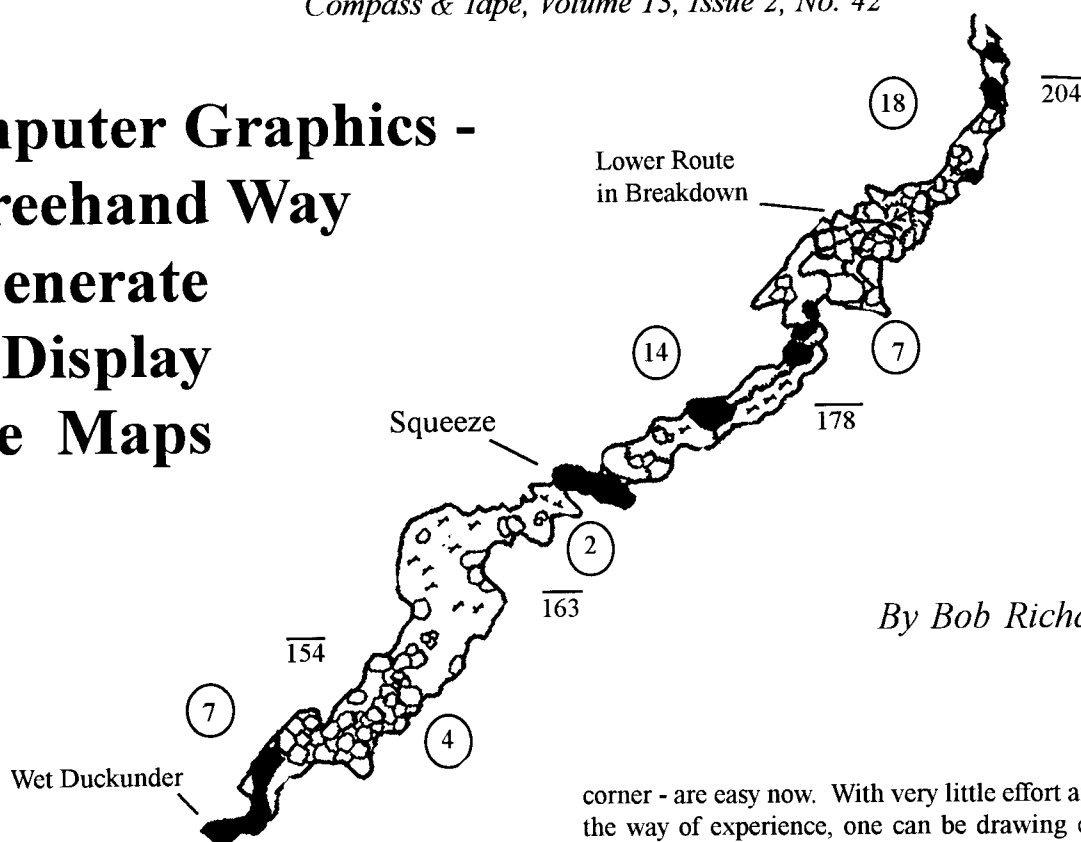 Compass & Tape, Volume 13, Issue 2, No. 42
mputer Graphics -
reehand Way
enerate
Display
e Maps
18
204
Lower Route
in Breakdown
14
7
178
Squeeze
2
163
By Bob Richa
154
7
4
Wet Duckunder
corner - are easy now. With very little effort a
the way of experience, one can be drawing